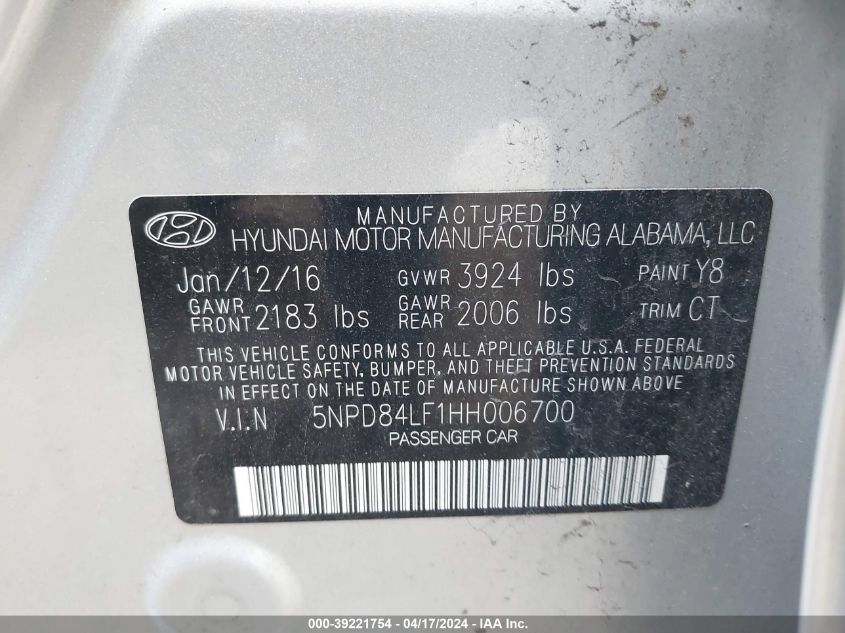 MANUFACTURED BY
HYUNDAI MOTOR MANUFACTURING ALABAMA, LLC
Jan/12/16 GVWR 3924 lbs PAINT Y8
GAWR FRONT 2183 lbs GAWR REAR 2006 lbs TRIM CT
THIS VEHICLE CONFORMS TO ALL APPLICABLE U.S.A. FEDERAL
MOTOR VEHICLE SAFETY, BUMPER, AND THEFT PREVENTION STANDARDS
IN EFFECT ON THE DATE OF MANUFACTURE SHOWN ABOVE
V.I.N 5NPD84LF1HH006700
PASSENGER CAR
000-39221754 - 04/17/2024 - IAA Inc.